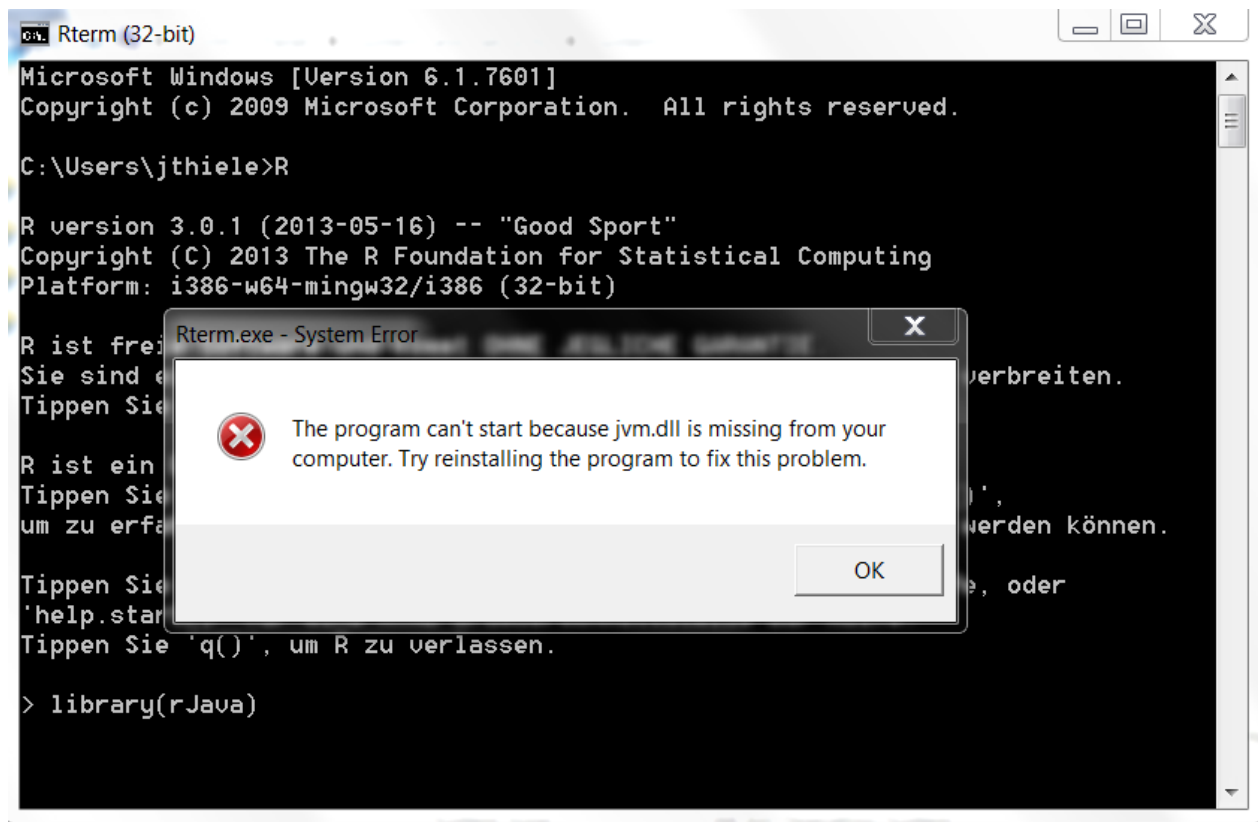 Rterm (32-bit)
Microsoft Windows [Version 6.1.7601]
Copyright (c) 2009 Microsoft Corporation.  All rights reserved.
C:\Users\jthiele>R
R version 3.0.1 (2013-05-16) -- "Good Sport"
Copyright (C) 2013 The R Foundation for Statistical Computing
Platform: i386-w64-mingw32/i386 (32-bit)
R ist
Sie sind verbreiten.
Tippen Sie
R ist ein
Tippen Sie
um zu werden können.
Tippen Sie , oder
'help.star
Tippen Sie 'q()', um R zu verlassen.
> library(rJava)
Rterm.exe - System Error
The program can't start because jvm.dll is missing from your
computer. Try reinstalling the program to fix this problem.
OK